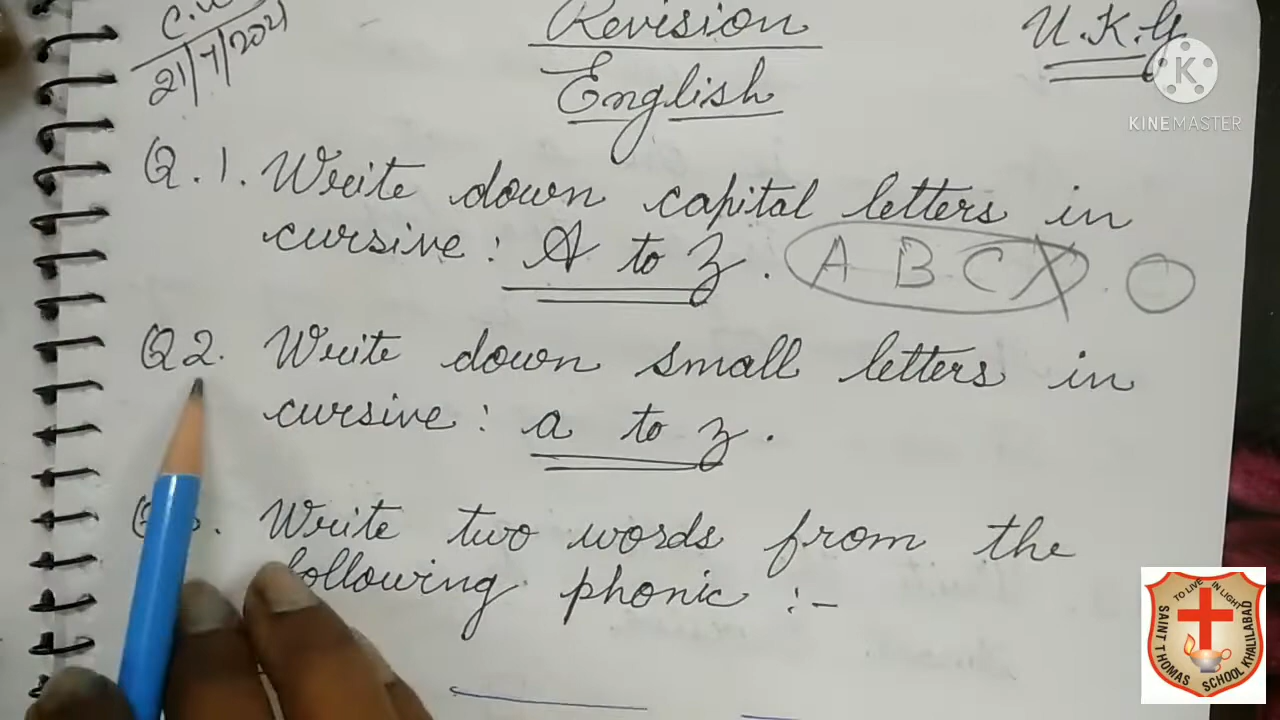 C.W
21/7/2021
Revision
U.K.G
English
KINEMASTER
Q.1. Write down capital letters in
cursive: A to Z. A B C
Q2. Write down small letters in
cursive: a to z.
Write two words from the
following phonic :-
TO LIVE IN LIGHT
SAINT THOMAS SCHOOL KHALILABAD